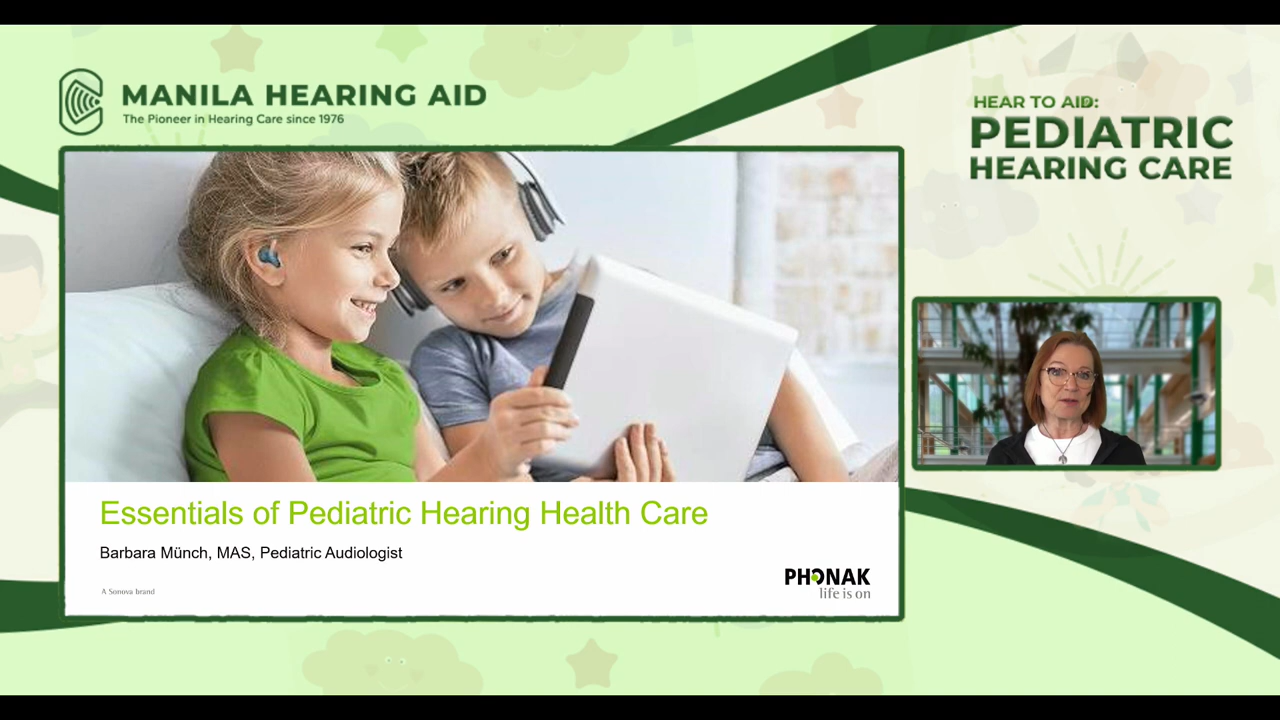 MANILA HEARING AID
The Pioneer in Hearing Care since 1976
HEAR TO AID:
PEDIATRIC
HEARING CARE
Essentials of Pediatric Hearing Health Care
Barbara Münch, MAS, Pediatric Audiologist
A Sonova brand
PHONAK
life is on